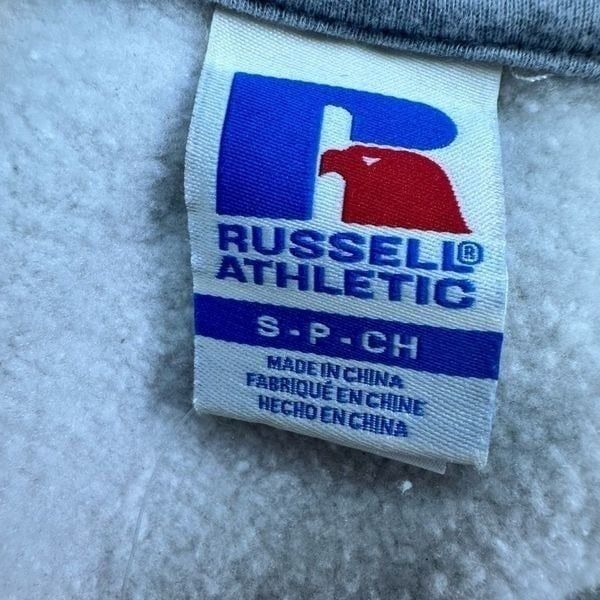 RUSSELL®
ATHLETIC
S-P-CH
MADE IN CHINA
FABRIQUÉ EN CHINE
HECHO EN CHINA